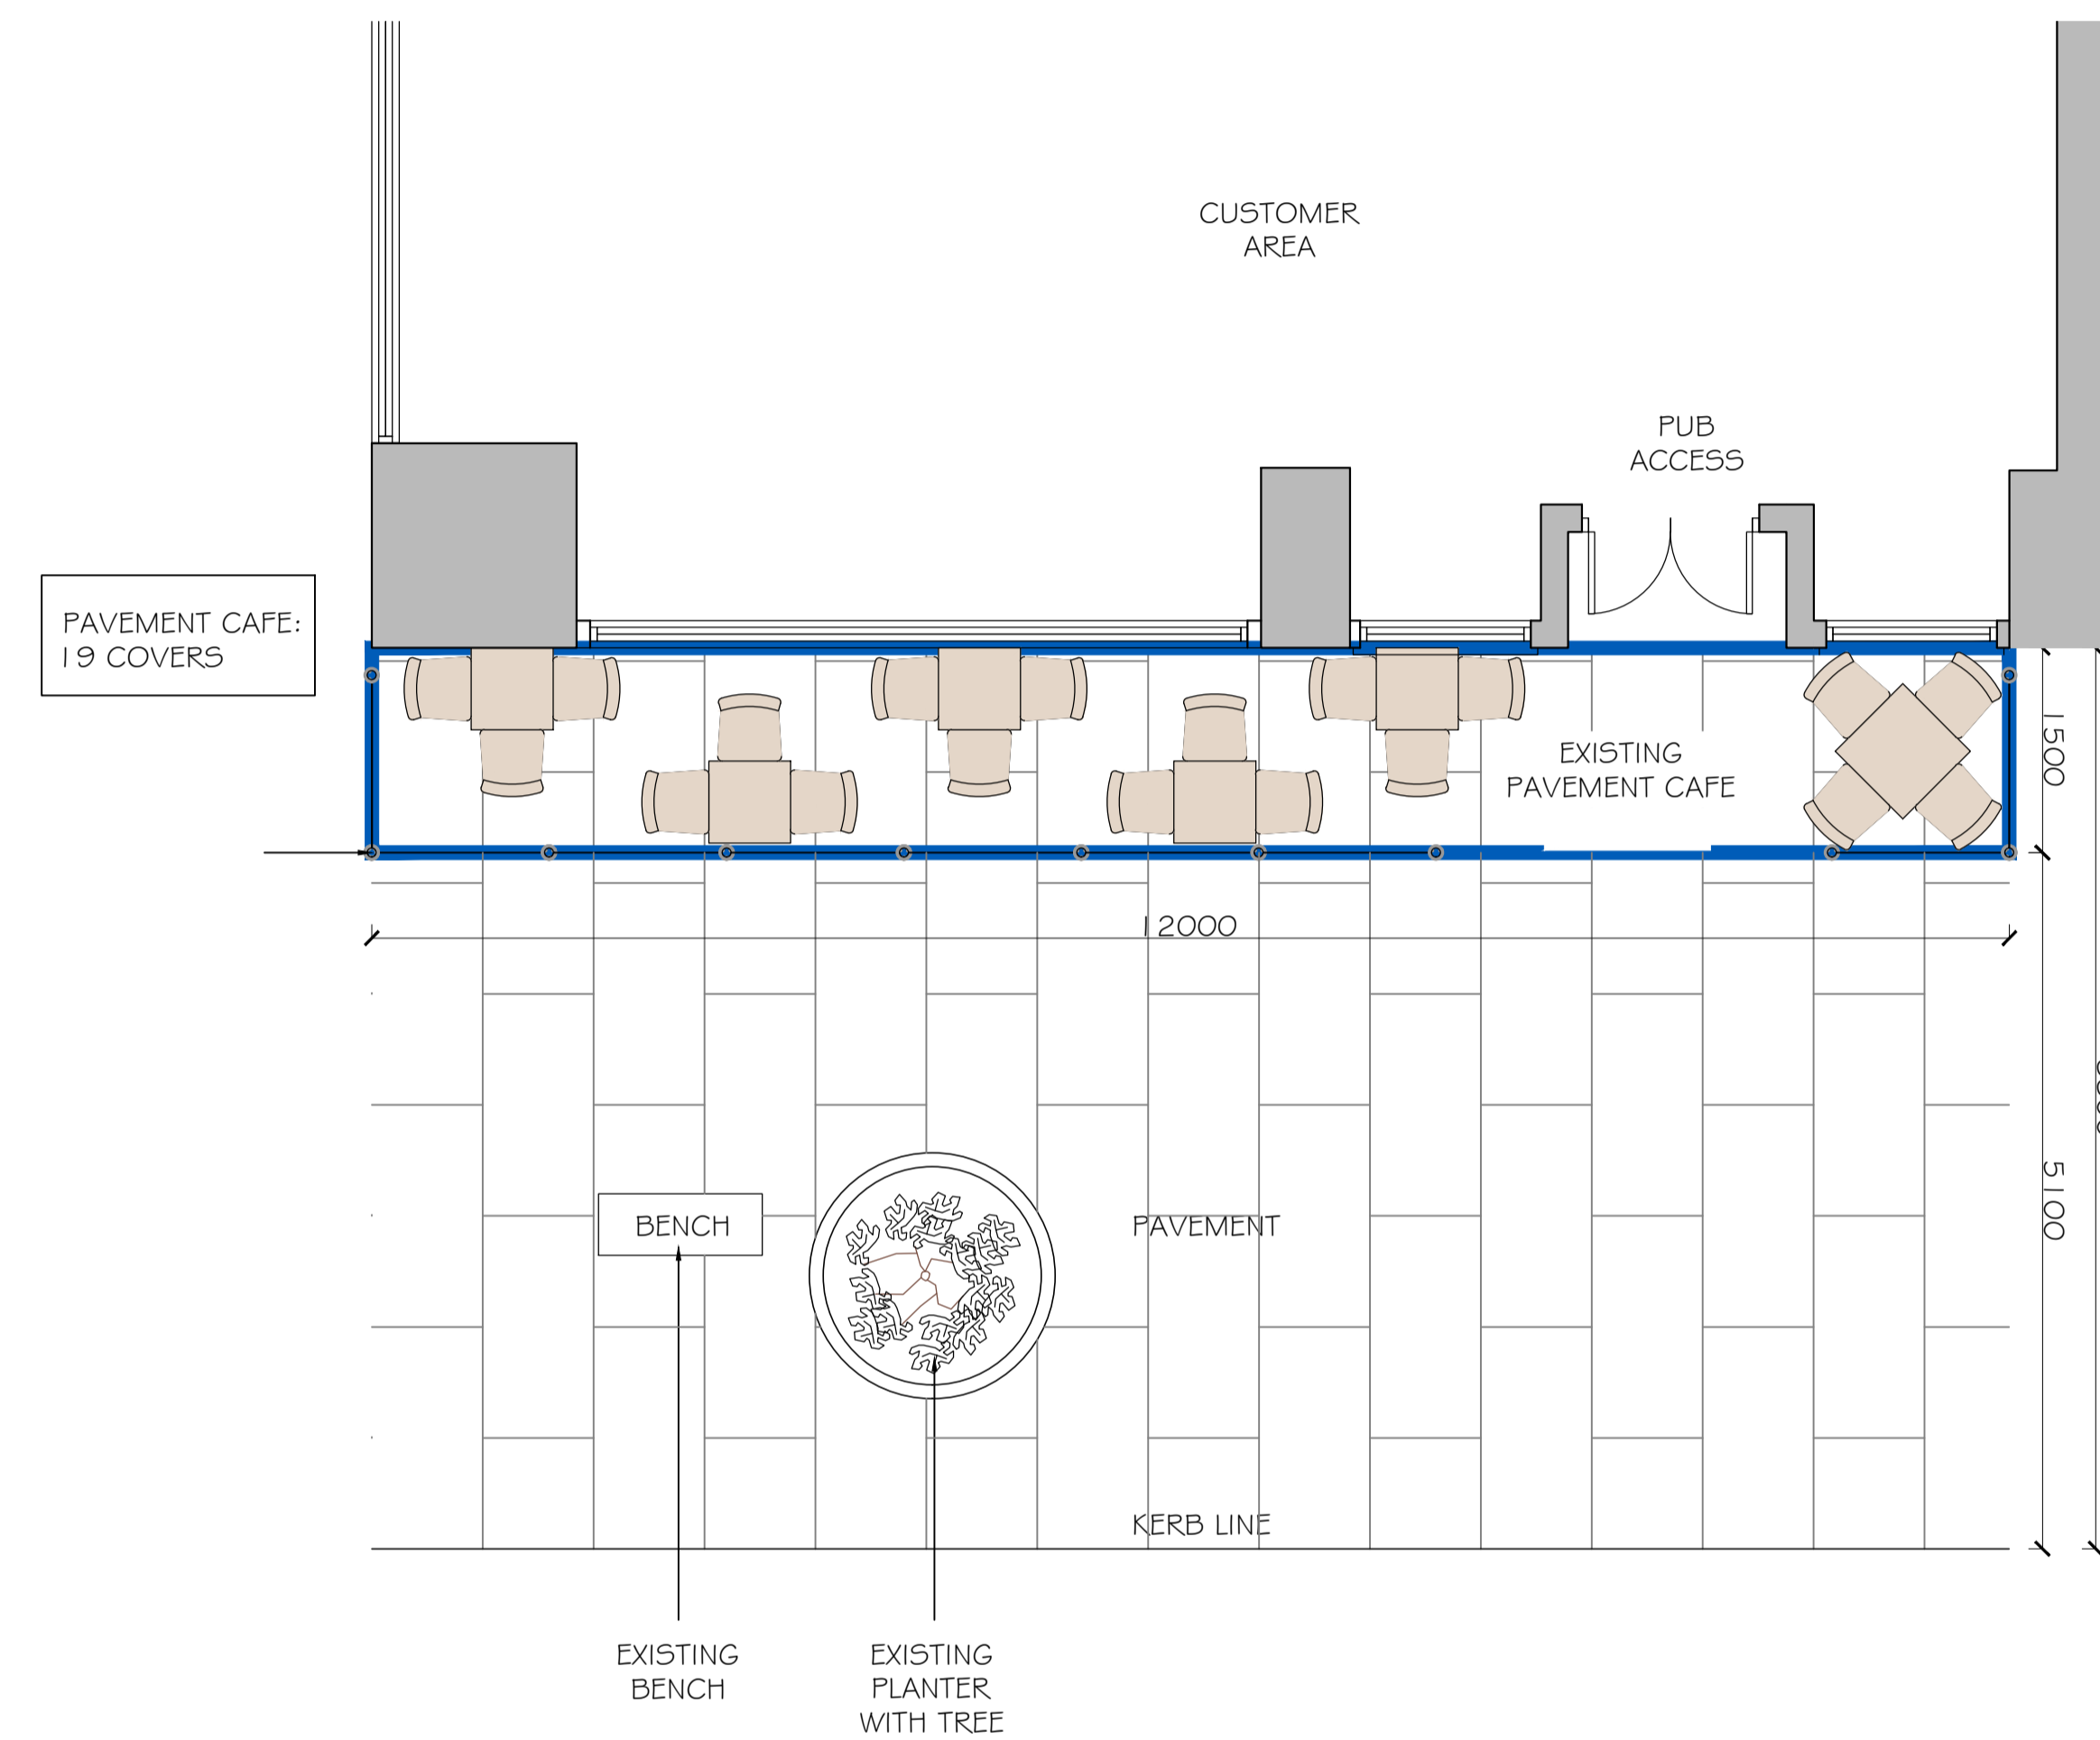 CUSTOMER
AREA
PUB
ACCESS
PAVEMENT CAFE:
19 COVERS
EXISTING
PAVEMENT CAFE
1500
12000
5100
BENCH
PAVEMENT
KERB LINE
EXISTING
BENCH
EXISTING
PLANTER
WITH TREE